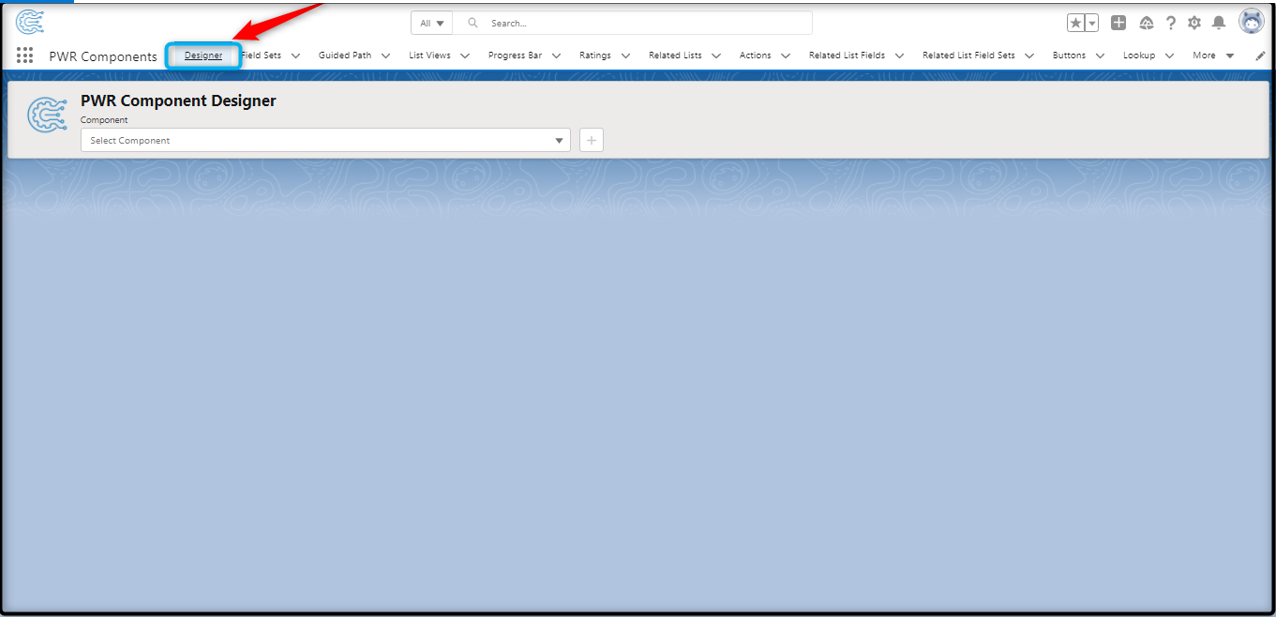 All Search...
PWR Components Designer Field Sets Guided Path List Views Progress Bar Ratings Related Lists Actions Related List Fields Related List Field Sets Buttons Lookup More
PWR Component Designer
Component
Select Component